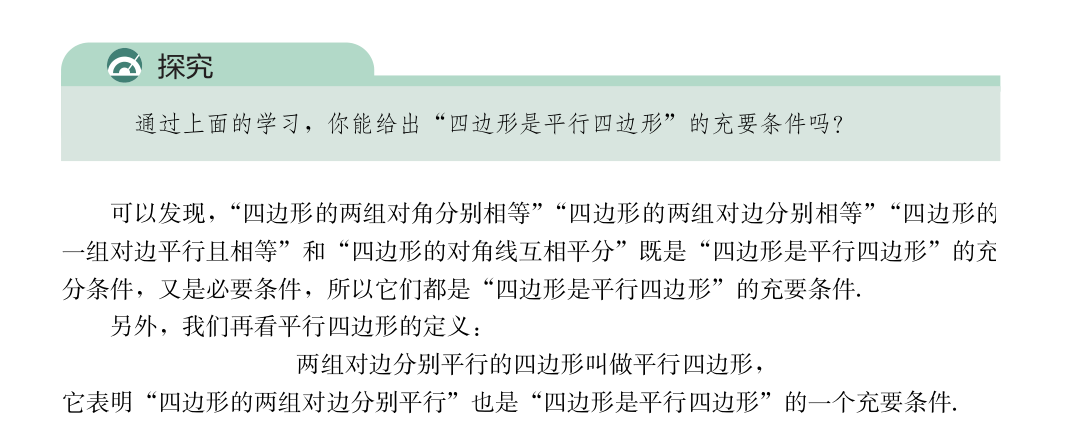 探究
通过上面的学习，你能给出“四边形是平行四边形”的充要条件吗？
可以发现，“四边形的两组对角分别相等”“四边形的两组对边分别相等”“四边形的
一组对边平行且相等”和“四边形的对角线互相平分”既是“四边形是平行四边形”的充
分条件，又是必要条件，所以它们都是“四边形是平行四边形”的充要条件.
另外，我们再看平行四边形的定义：
两组对边分别平行的四边形叫做平行四边形，
它表明“四边形的两组对边分别平行”也是“四边形是平行四边形”的一个充要条件.